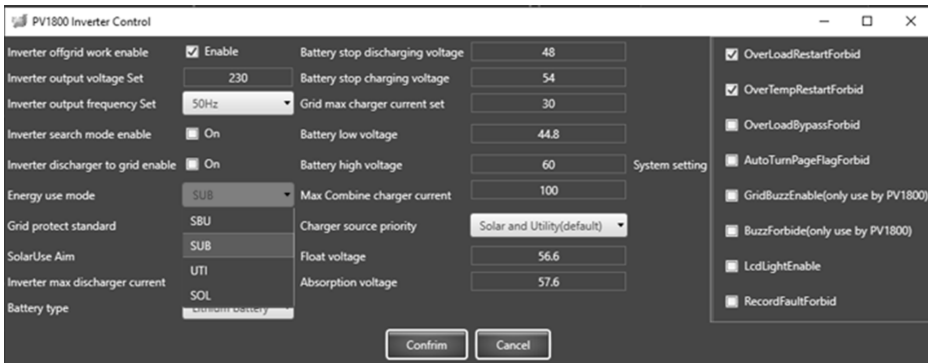 PV1800 Inverter Control
Inverter offgrid work enable Enable Battery stop discharging voltage 48 OverLoadRestartForbid
Inverter output voltage Set 230 Battery stop charging voltage 54 OverTempRestartForbid
Inverter output frequency Set 50Hz Grid max charger current set 30 OverLoadBypassForbid
Inverter search mode enable On Battery low voltage 44.8
Inverter discharger to grid enable On Battery high voltage 60 System setting AutoTurnPageFlagForbid
Energy use mode SUB Max Combine charger current 100 GridBuzzEnable(only use by PV1800)
SBU
Grid protect standard Charger source priority Solar and Utility(default) BuzzForbide(only use by PV1800)
SUB
SolarUse Aim Float voltage 56.6 LcdLightEnable
UTI
Inverter max discharger current Absorption voltage 57.6
SOL RecordFaultForbid
Battery type Lithium Battery
Confrim Cancel